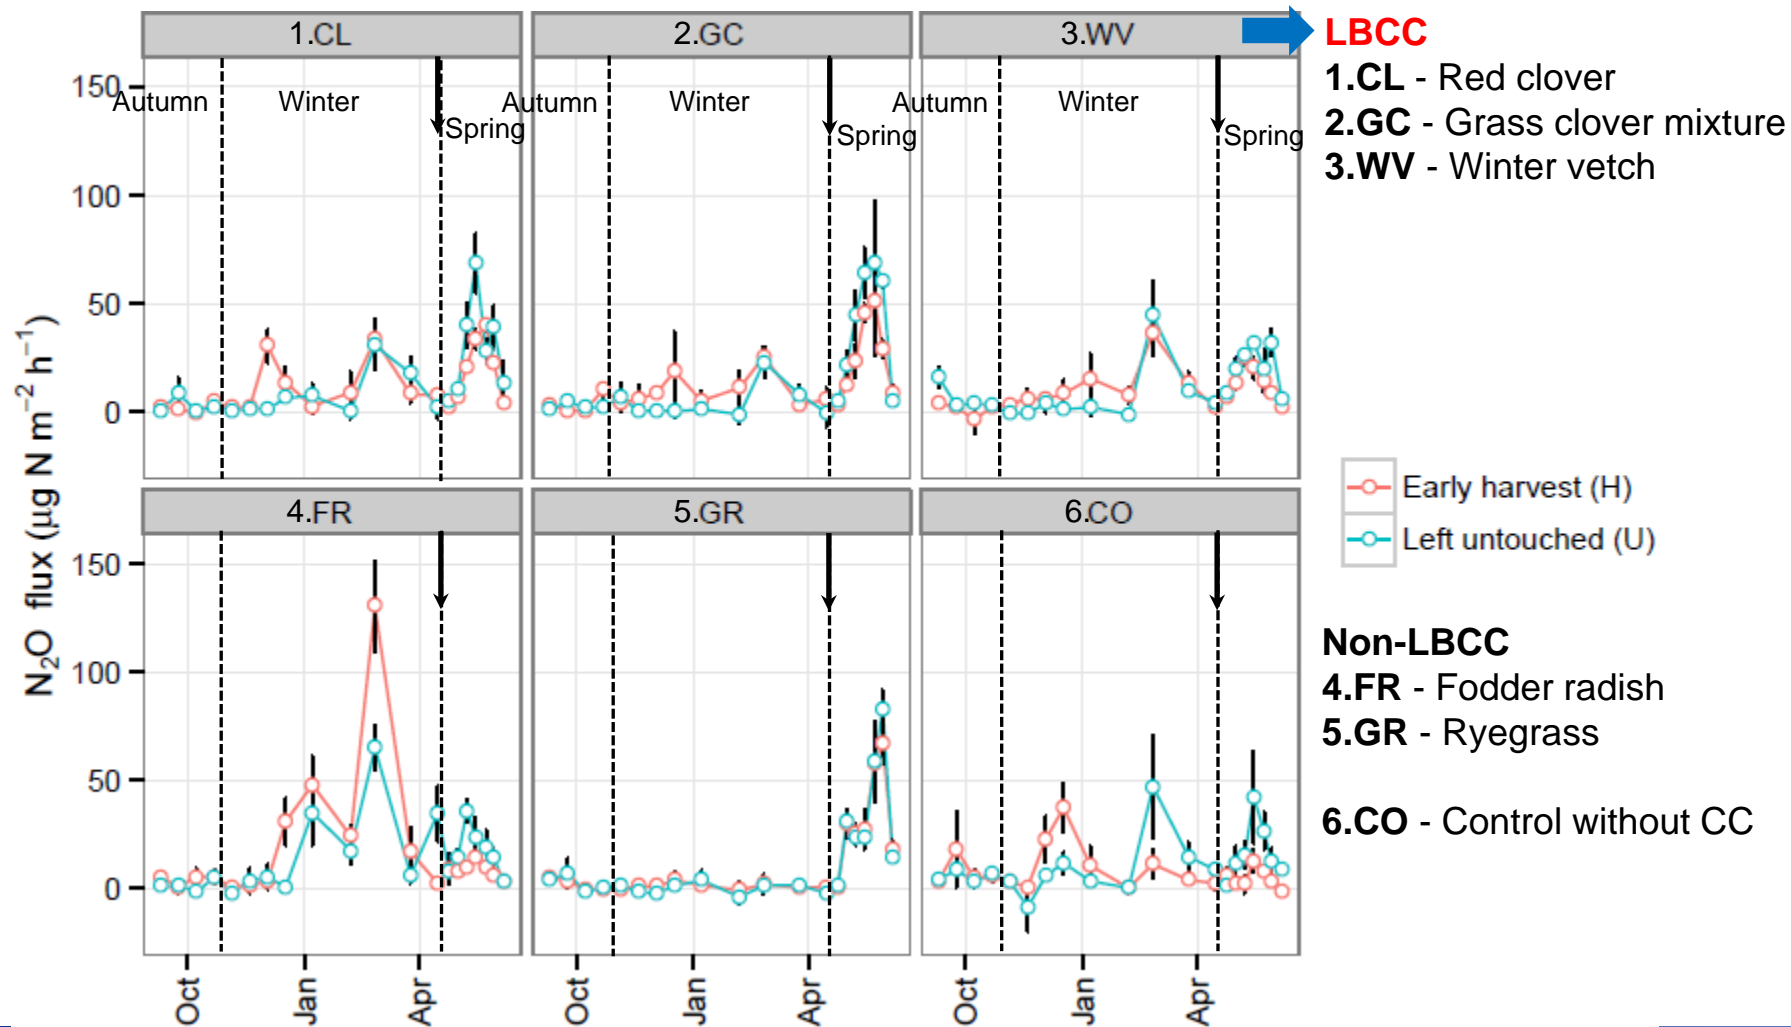 1.CL
2.GC
3.WV
LBCC
1.CL - Red clover
2.GC - Grass clover mixture
3.WV - Winter vetch
150
100
50
0
Autumn
Winter
Spring
Autumn
Winter
Spring
Autumn
Winter
Spring
N₂O flux (µg N m⁻² h⁻¹)
Early harvest (H)
Left untouched (U)
4.FR
5.GR
6.CO
150
100
50
0
Non-LBCC
4.FR - Fodder radish
5.GR - Ryegrass
6.CO - Control without CC
Oct
Jan
Apr
Oct
Jan
Apr
Oct
Jan
Apr